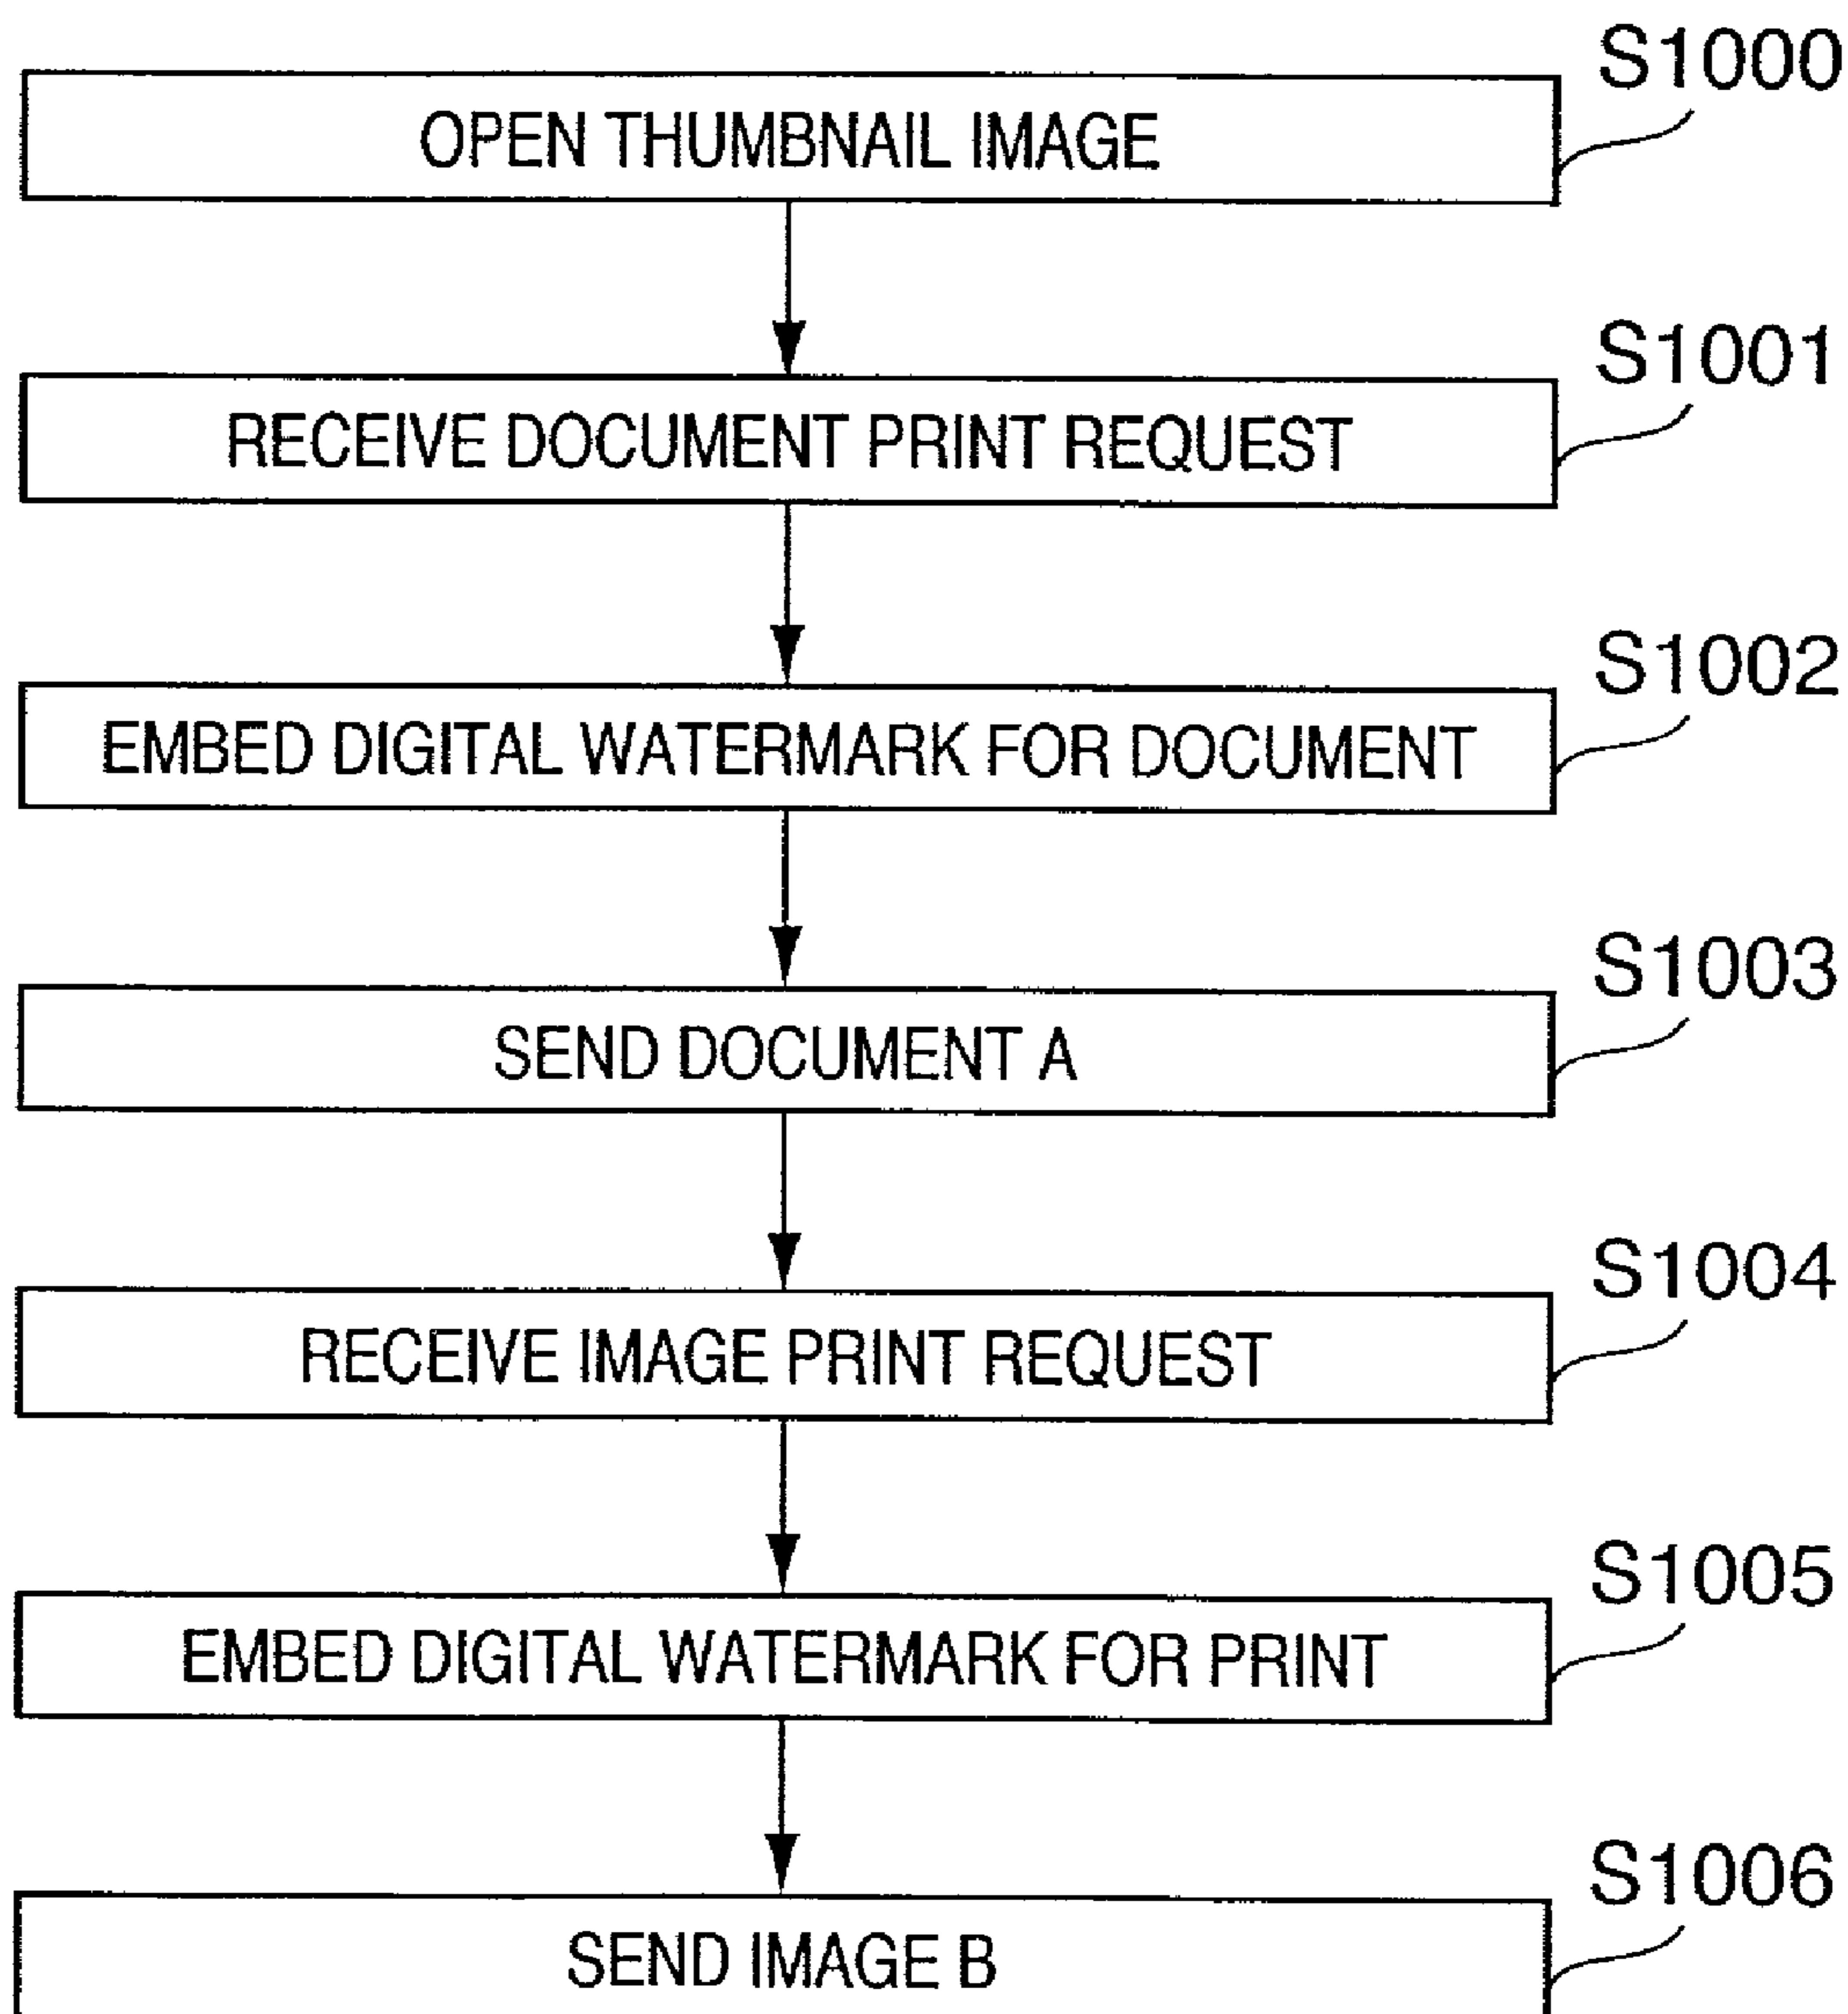 S1000
OPEN THUMBNAIL IMAGE
S1001
RECEIVE DOCUMENT PRINT REQUEST
S1002
EMBED DIGITAL WATERMARK FOR DOCUMENT
S1003
SEND DOCUMENT A
S1004
RECEIVE IMAGE PRINT REQUEST
S1005
EMBED DIGITAL WATERMARK FOR PRINT
S1006
SEND IMAGE B